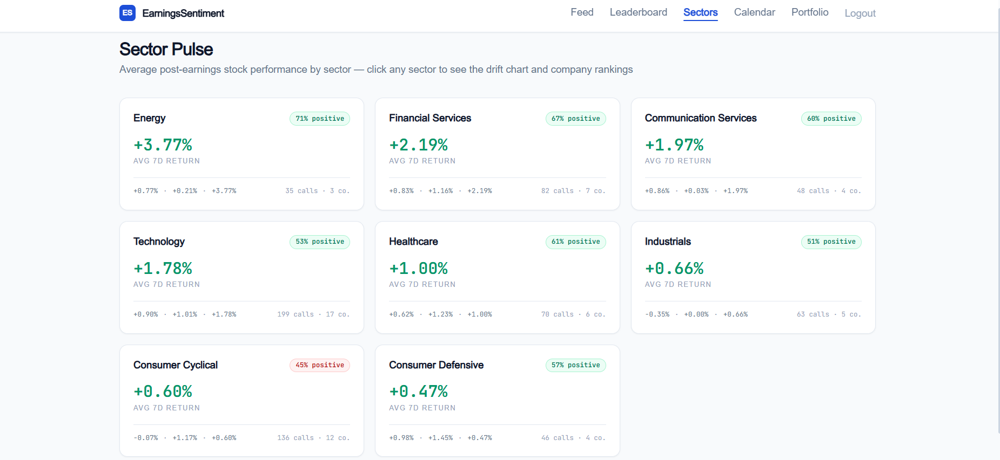 ES EarningsSentiment Feed Leaderboard Sectors Calendar Portfolio Logout
Sector Pulse
Average post-earnings stock performance by sector — click any sector to see the drift chart and company rankings
Energy 71% positive
+3.77%
AVG 7D RETURN
+0.77% · +0.21% · +3.77% 35 calls · 3 co.
Financial Services 67% positive
+2.19%
AVG 7D RETURN
+0.83% · +1.16% · +2.19% 82 calls · 7 co.
Communication Services 60% positive
+1.97%
AVG 7D RETURN
+0.86% · +0.03% · +1.97% 48 calls · 4 co.
Technology 53% positive
+1.78%
AVG 7D RETURN
+0.90% · +1.01% · +1.78% 199 calls · 17 co.
Healthcare 61% positive
+1.00%
AVG 7D RETURN
+0.62% · +1.23% · +1.00% 70 calls · 6 co.
Industrials 51% positive
+0.66%
AVG 7D RETURN
-0.35% · +0.00% · +0.66% 63 calls · 5 co.
Consumer Cyclical 45% positive
+0.60%
AVG 7D RETURN
-0.07% · +1.17% · +0.60% 136 calls · 12 co.
Consumer Defensive 57% positive
+0.47%
AVG 7D RETURN
+0.98% · +1.45% · +0.47% 46 calls · 4 co.